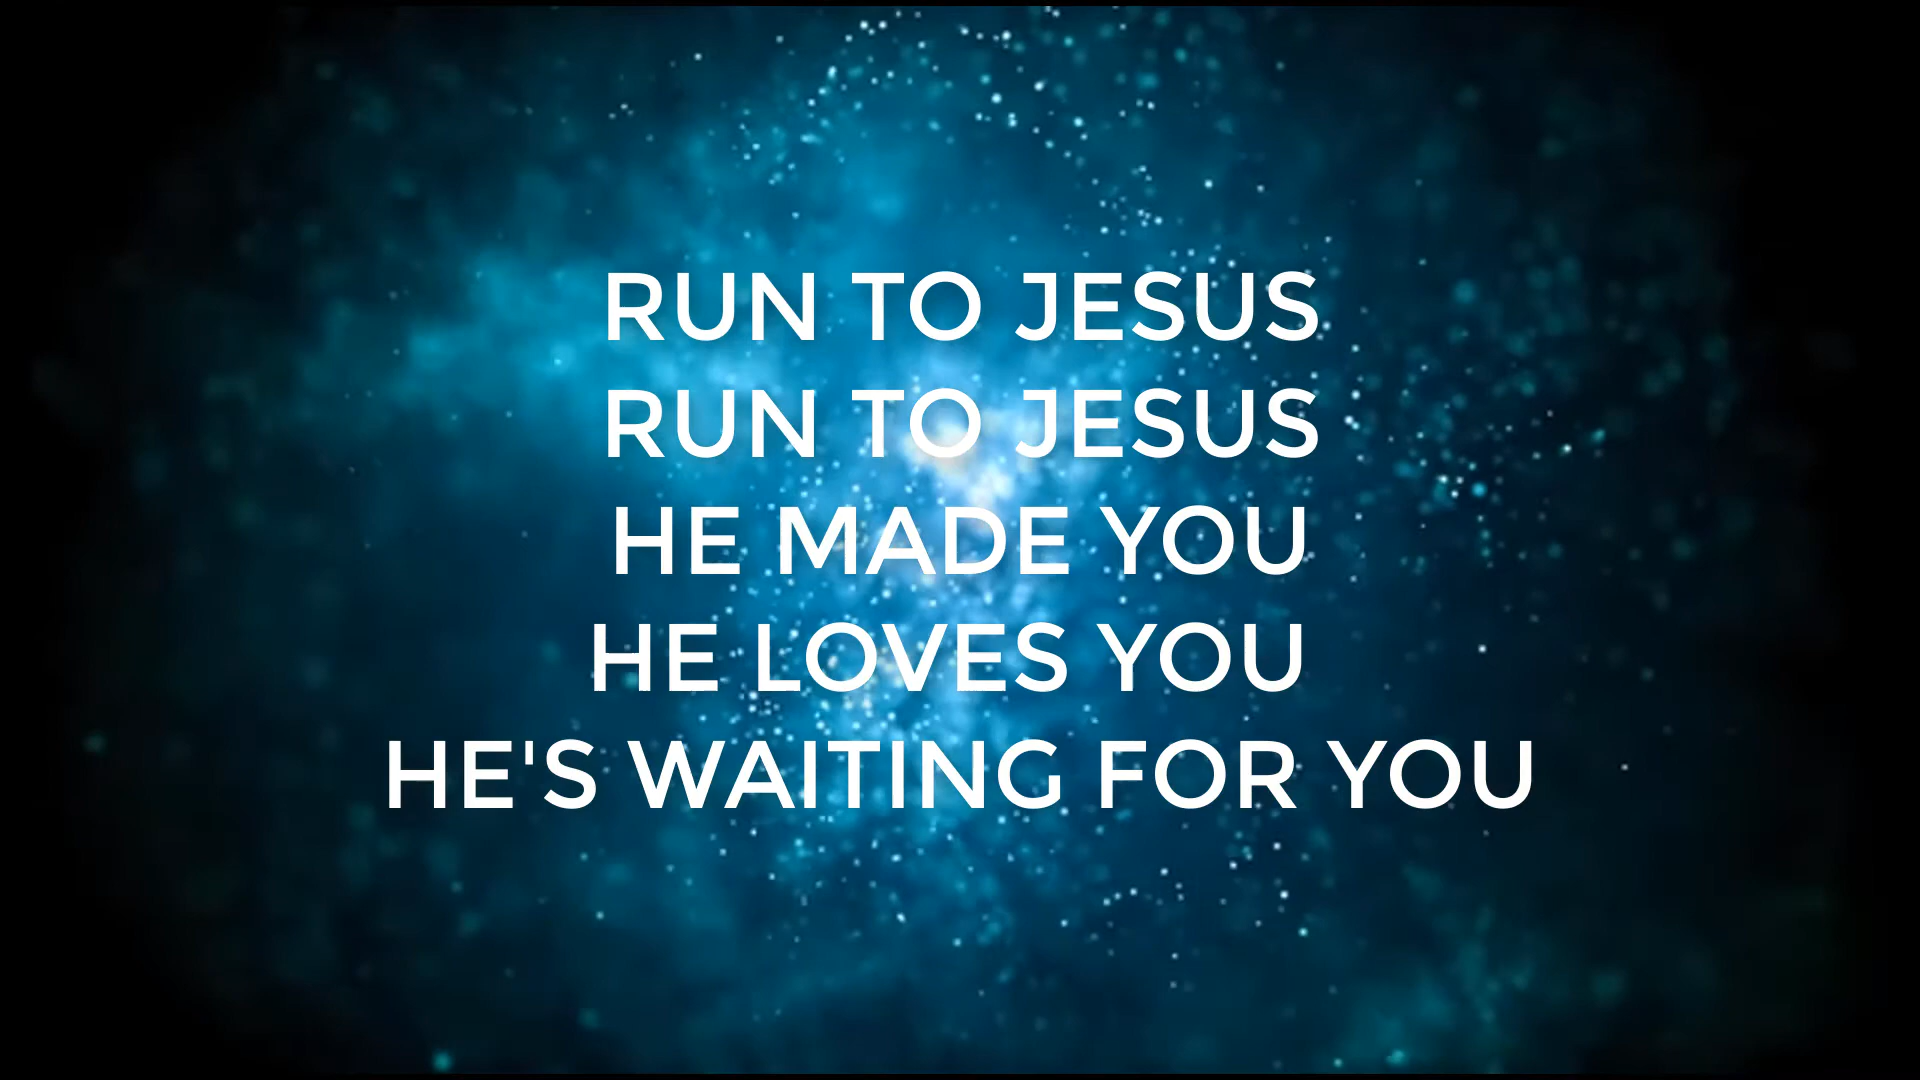 RUN TO JESUS
RUN TO JESUS
HE MADE YOU
HE LOVES YOU
HE'S WAITING FOR YOU